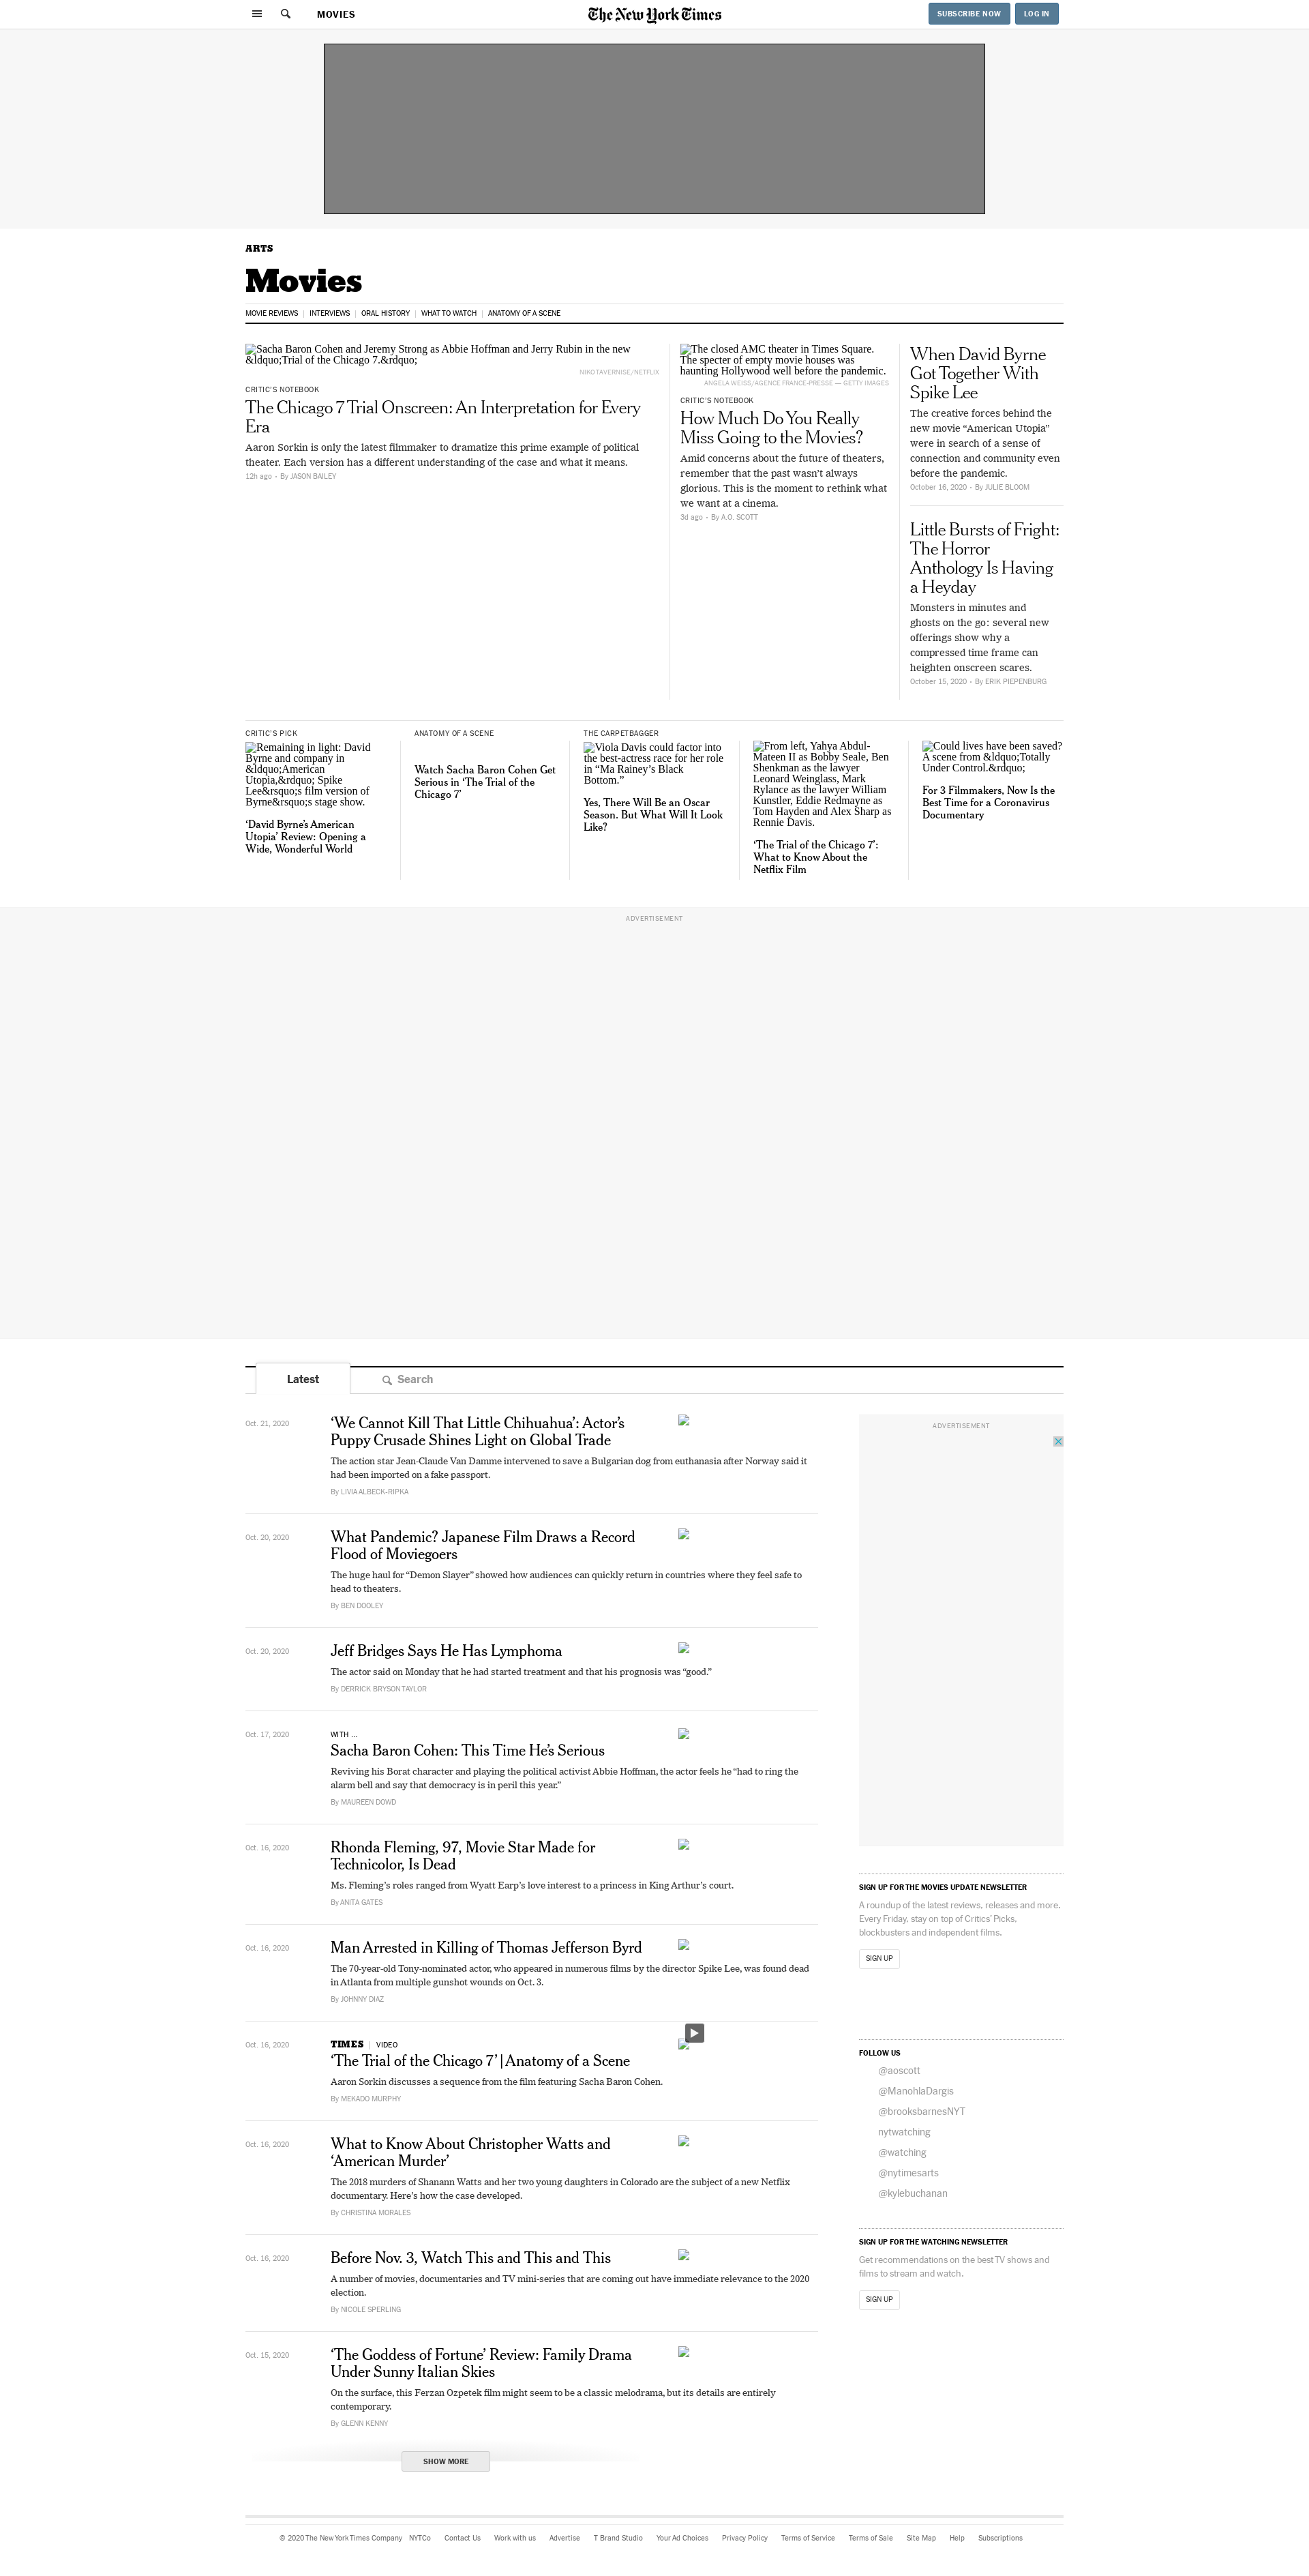 MOVIES
The New York Times
SUBSCRIBE NOW
LOG IN
ARTS
Movies
MOVIE REVIEWS
INTERVIEWS
ORAL HISTORY
WHAT TO WATCH
ANATOMY OF A SCENE
Sacha Baron Cohen and Jeremy Strong as Abbie Hoffman and Jerry Rubin in the new
&ldquo;Trial of the Chicago 7.&rdquo;
NIKO TAVERNISE/NETFLIX
CRITIC'S NOTEBOOK
The Chicago 7 Trial Onscreen: An Interpretation for Every
Era
Aaron Sorkin is only the latest filmmaker to dramatize this prime example of political
theater. Each version has a different understanding of the case and what it means.
12h ago • By JASON BAILEY
The closed AMC theater in Times Square.
The specter of empty movie houses was
haunting Hollywood well before the pandemic.
ANGELA WEISS/AGENCE FRANCE-PRESSE — GETTY IMAGES
CRITIC'S NOTEBOOK
How Much Do You Really
Miss Going to the Movies?
Amid concerns about the future of theaters,
remember that the past wasn't always
glorious. This is the moment to rethink what
we want at a cinema.
3d ago • By A.O. SCOTT
When David Byrne
Got Together With
Spike Lee
The creative forces behind the
new movie “American Utopia”
were in search of a sense of
connection and community even
before the pandemic.
October 16, 2020 • By JULIE BLOOM
Little Bursts of Fright:
The Horror
Anthology Is Having
a Heyday
Monsters in minutes and
ghosts on the go: several new
offerings show why a
compressed time frame can
heighten onscreen scares.
October 15, 2020 • By ERIK PIEPENBURG
CRITIC'S PICK
Remaining in light: David
Byrne and company in
&ldquo;American
Utopia,&rdquo; Spike
Lee&rsquo;s film version of
Byrne&rsquo;s stage show.
‘David Byrne’s American
Utopia’ Review: Opening a
Wide, Wonderful World
ANATOMY OF A SCENE
Watch Sacha Baron Cohen Get
Serious in ‘The Trial of the
Chicago 7’
THE CARPETBAGGER
Viola Davis could factor into
the best-actress race for her role
in “Ma Rainey’s Black
Bottom.”
Yes, There Will Be an Oscar
Season. But What Will It Look
Like?
From left, Yahya Abdul-
Mateen II as Bobby Seale, Ben
Shenkman as the lawyer
Leonard Weinglass, Mark
Rylance as the lawyer William
Kunstler, Eddie Redmayne as
Tom Hayden and Alex Sharp as
Rennie Davis.
‘The Trial of the Chicago 7’:
What to Know About the
Netflix Film
Could lives have been saved?
A scene from &ldquo;Totally
Under Control.&rdquo;
For 3 Filmmakers, Now Is the
Best Time for a Coronavirus
Documentary
ADVERTISEMENT
Latest
Search
Oct. 21, 2020
‘We Cannot Kill That Little Chihuahua’: Actor’s
Puppy Crusade Shines Light on Global Trade
The action star Jean-Claude Van Damme intervened to save a Bulgarian dog from euthanasia after Norway said it
had been imported on a fake passport.
By LIVIA ALBECK-RIPKA
Oct. 20, 2020
What Pandemic? Japanese Film Draws a Record
Flood of Moviegoers
The huge haul for “Demon Slayer” showed how audiences can quickly return in countries where they feel safe to
head to theaters.
By BEN DOOLEY
Oct. 20, 2020
Jeff Bridges Says He Has Lymphoma
The actor said on Monday that he had started treatment and that his prognosis was “good.”
By DERRICK BRYSON TAYLOR
Oct. 17, 2020
WITH ...
Sacha Baron Cohen: This Time He’s Serious
Reviving his Borat character and playing the political activist Abbie Hoffman, the actor feels he “had to ring the
alarm bell and say that democracy is in peril this year.”
By MAUREEN DOWD
Oct. 16, 2020
Rhonda Fleming, 97, Movie Star Made for
Technicolor, Is Dead
Ms. Fleming’s roles ranged from Wyatt Earp’s love interest to a princess in King Arthur’s court.
By ANITA GATES
Oct. 16, 2020
Man Arrested in Killing of Thomas Jefferson Byrd
The 70-year-old Tony-nominated actor, who appeared in numerous films by the director Spike Lee, was found dead
in Atlanta from multiple gunshot wounds on Oct. 3.
By JOHNNY DIAZ
Oct. 16, 2020
TIMES | VIDEO
‘The Trial of the Chicago 7’ | Anatomy of a Scene
Aaron Sorkin discusses a sequence from the film featuring Sacha Baron Cohen.
By MEKADO MURPHY
Oct. 16, 2020
What to Know About Christopher Watts and
‘American Murder’
The 2018 murders of Shanann Watts and her two young daughters in Colorado are the subject of a new Netflix
documentary. Here’s how the case developed.
By CHRISTINA MORALES
Oct. 16, 2020
Before Nov. 3, Watch This and This and This
A number of movies, documentaries and TV mini-series that are coming out have immediate relevance to the 2020
election.
By NICOLE SPERLING
Oct. 15, 2020
‘The Goddess of Fortune’ Review: Family Drama
Under Sunny Italian Skies
On the surface, this Ferzan Ozpetek film might seem to be a classic melodrama, but its details are entirely
contemporary.
By GLENN KENNY
SHOW MORE
ADVERTISEMENT
SIGN UP FOR THE MOVIES UPDATE NEWSLETTER
A roundup of the latest reviews, releases and more.
Every Friday, stay on top of Critics’ Picks,
blockbusters and independent films.
SIGN UP
FOLLOW US
@aoscott
@ManohlaDargis
@brooksbarnesNYT
nytwatching
@watching
@nytimesarts
@kylebuchanan
SIGN UP FOR THE WATCHING NEWSLETTER
Get recommendations on the best TV shows and
films to stream and watch.
SIGN UP
© 2020 The New York Times Company
NYTCo
Contact Us
Work with us
Advertise
T Brand Studio
Your Ad Choices
Privacy Policy
Terms of Service
Terms of Sale
Site Map
Help
Subscriptions